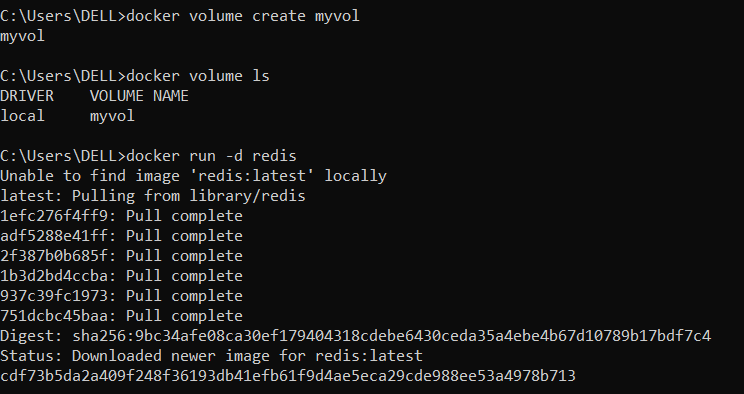 C:\Users\DELL>docker volume create myvol
myvol
C:\Users\DELL>docker volume ls
DRIVER    VOLUME NAME
local     myvol
C:\Users\DELL>docker run -d redis
Unable to find image 'redis:latest' locally
latest: Pulling from library/redis
1efc276f4ff9: Pull complete
adf5288e41ff: Pull complete
2f387b0b685f: Pull complete
1b3d2bd4ccba: Pull complete
937c39fc1973: Pull complete
751dcbc45baa: Pull complete
Digest: sha256:9bc34afe08ca30ef179404318cdebe6430ceda35a4ebe4b67d10789b17bdf7c4
Status: Downloaded newer image for redis:latest
cdf73b5da2a409f248f36193db41efb61f9d4ae5eca29cde988ee53a4978b713